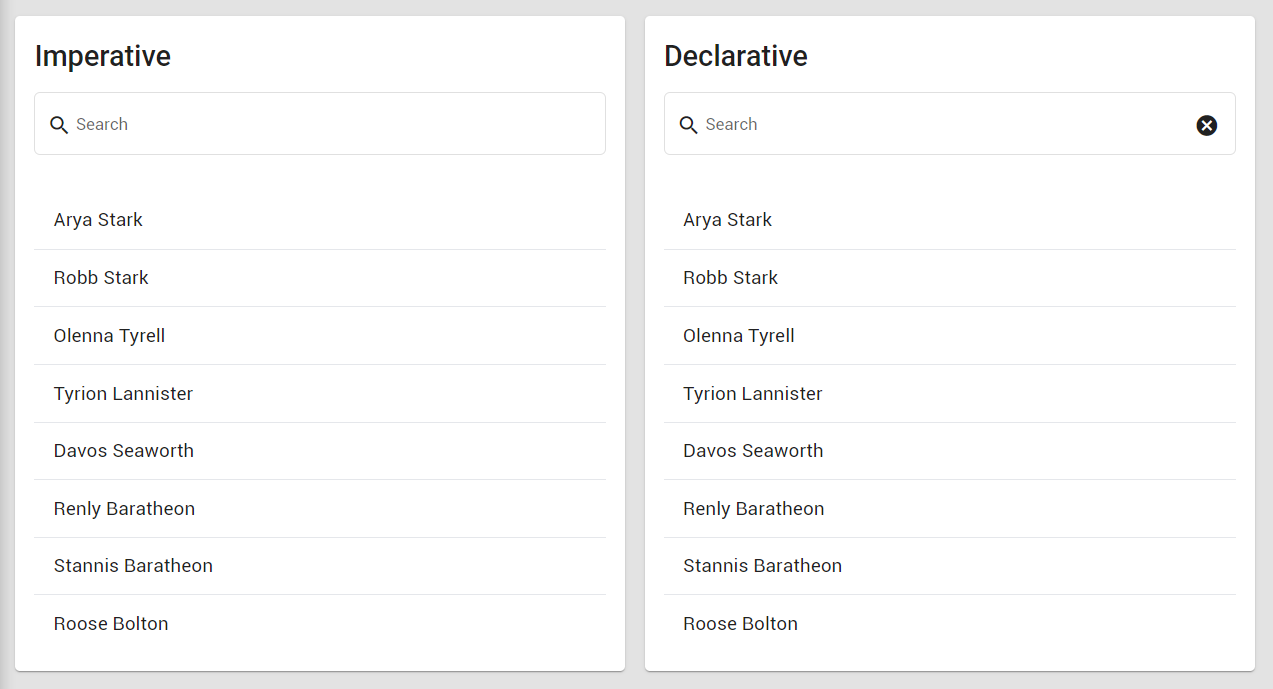 Imperative
Search
Arya Stark
Robb Stark
Olenna Tyrell
Tyrion Lannister
Davos Seaworth
Renly Baratheon
Stannis Baratheon
Roose Bolton
Declarative
Search
Arya Stark
Robb Stark
Olenna Tyrell
Tyrion Lannister
Davos Seaworth
Renly Baratheon
Stannis Baratheon
Roose Bolton